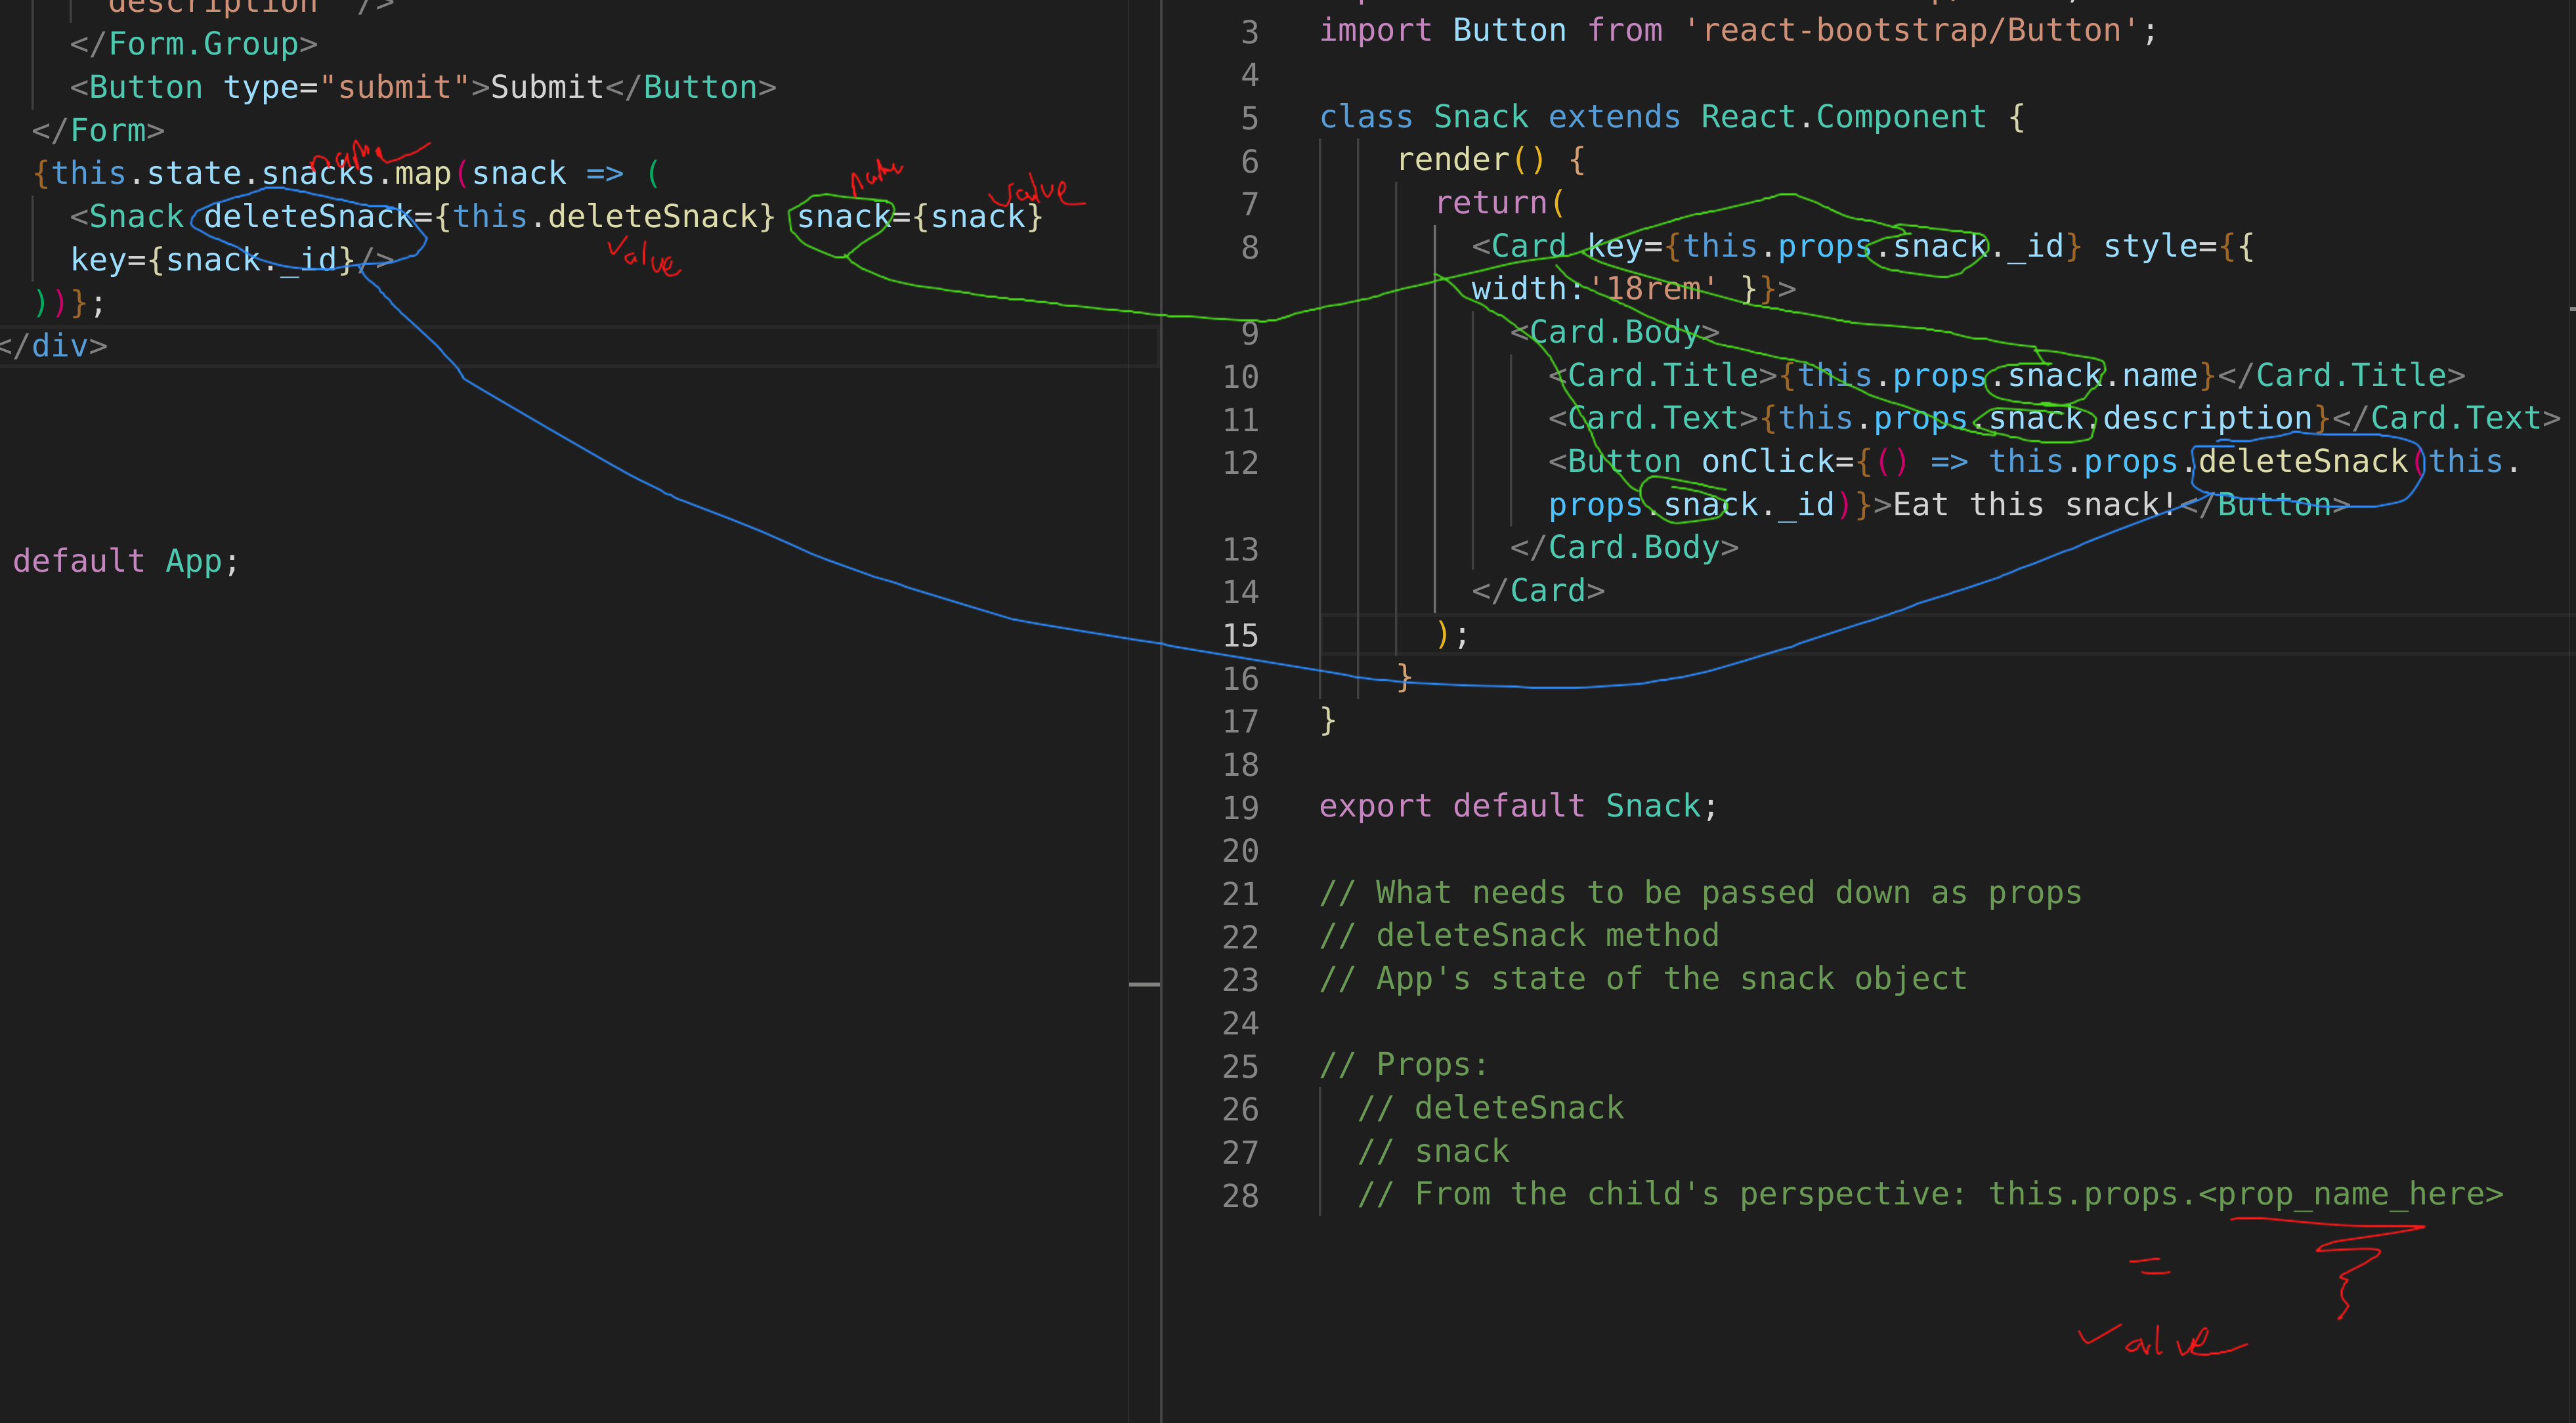 description" />
</Form.Group>
<Button type="submit">Submit</Button>
</Form>
name
{this.state.snacks.map(snack => (
name
value
<Snack deleteSnack={this.deleteSnack} snack={snack}
value
key={snack._id}/>
))};
</div>
default App;
3 import Button from 'react-bootstrap/Button';
4
5 class Snack extends React.Component {
6 render() {
7 return(
8 <Card key={this.props.snack._id} style={{
width:'18rem' }}>
9 <Card.Body>
10 <Card.Title>{this.props.snack.name}</Card.Title>
11 <Card.Text>{this.props.snack.description}</Card.Text>
12 <Button onClick={() => this.props.deleteSnack(this.
props.snack._id)}>Eat this snack!</Button>
13 </Card.Body>
14 </Card>
15 );
16 }
17 }
18
19 export default Snack;
20
21 // What needs to be passed down as props
22 // deleteSnack method
23 // App's state of the snack object
24
25 // Props:
26 // deleteSnack
27 // snack
28 // From the child's perspective: this.props.<prop_name_here>
=
value